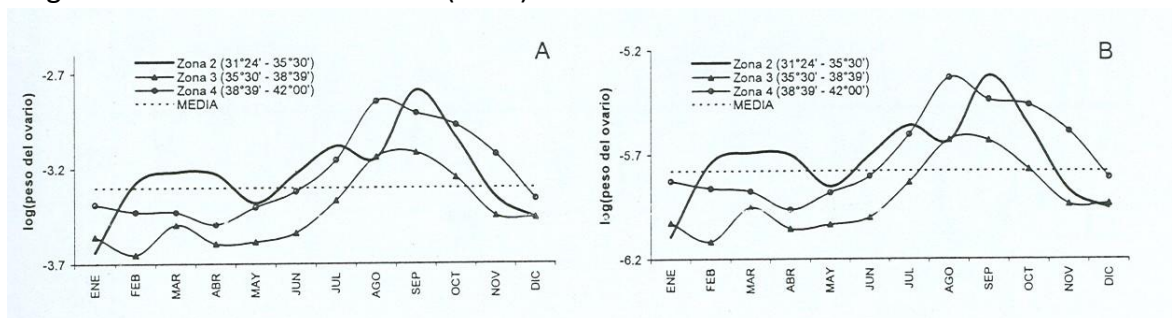 A
-2.7
-3.2
-3.7
log(peso del ovario)
Zona 2 (31°24' - 35°30')
Zona 3 (35°30' - 38°39')
Zona 4 (38°39' - 42°00')
MEDIA
ENE
FEB
MAR
ABR
MAY
JUN
JUL
AGO
SEP
OCT
NOV
DIC
B
-5.2
-5.7
-6.2
log(peso del ovario)
Zona 2 (31°24' - 35°30')
Zona 3 (35°30' - 38°39')
Zona 4 (38°39' - 42°00')
MEDIA
ENE
FEB
MAR
ABR
MAY
JUN
JUL
AGO
SEP
OCT
NOV
DIC